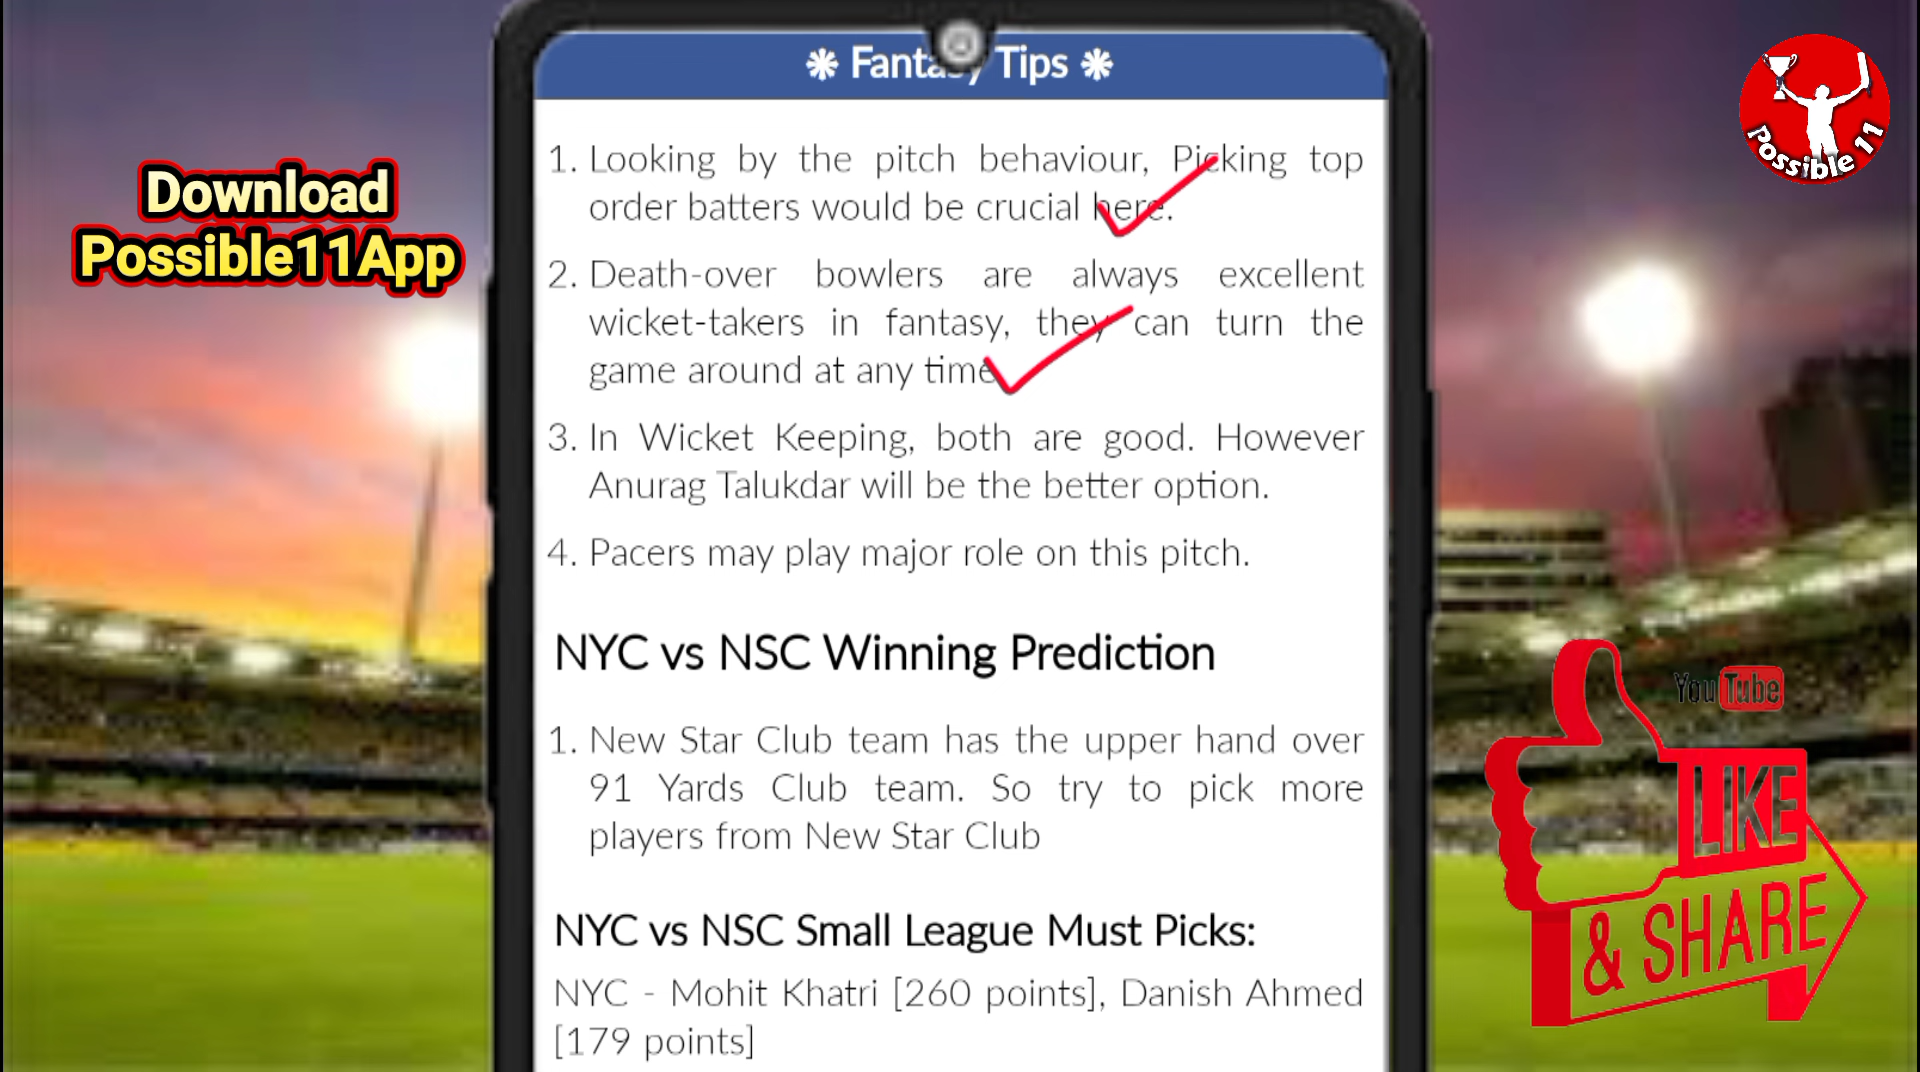 * Fantasy Tips *
Possible 11
Download
Possible11App
1. Looking by the pitch behaviour, Picking top
order batters would be crucial here.
2. Death-over bowlers are always excellent
wicket-takers in fantasy, they can turn the
game around at any time
3. In Wicket Keeping, both are good. However
Anurag Talukdar will be the better option.
4. Pacers may play major role on this pitch.
NYC vs NSC Winning Prediction
1. New Star Club team has the upper hand over
91 Yards Club team. So try to pick more
players from New Star Club
NYC vs NSC Small League Must Picks:
NYC - Mohit Khatri [260 points], Danish Ahmed
[179 points]
YouTube
LIKE
& SHARE